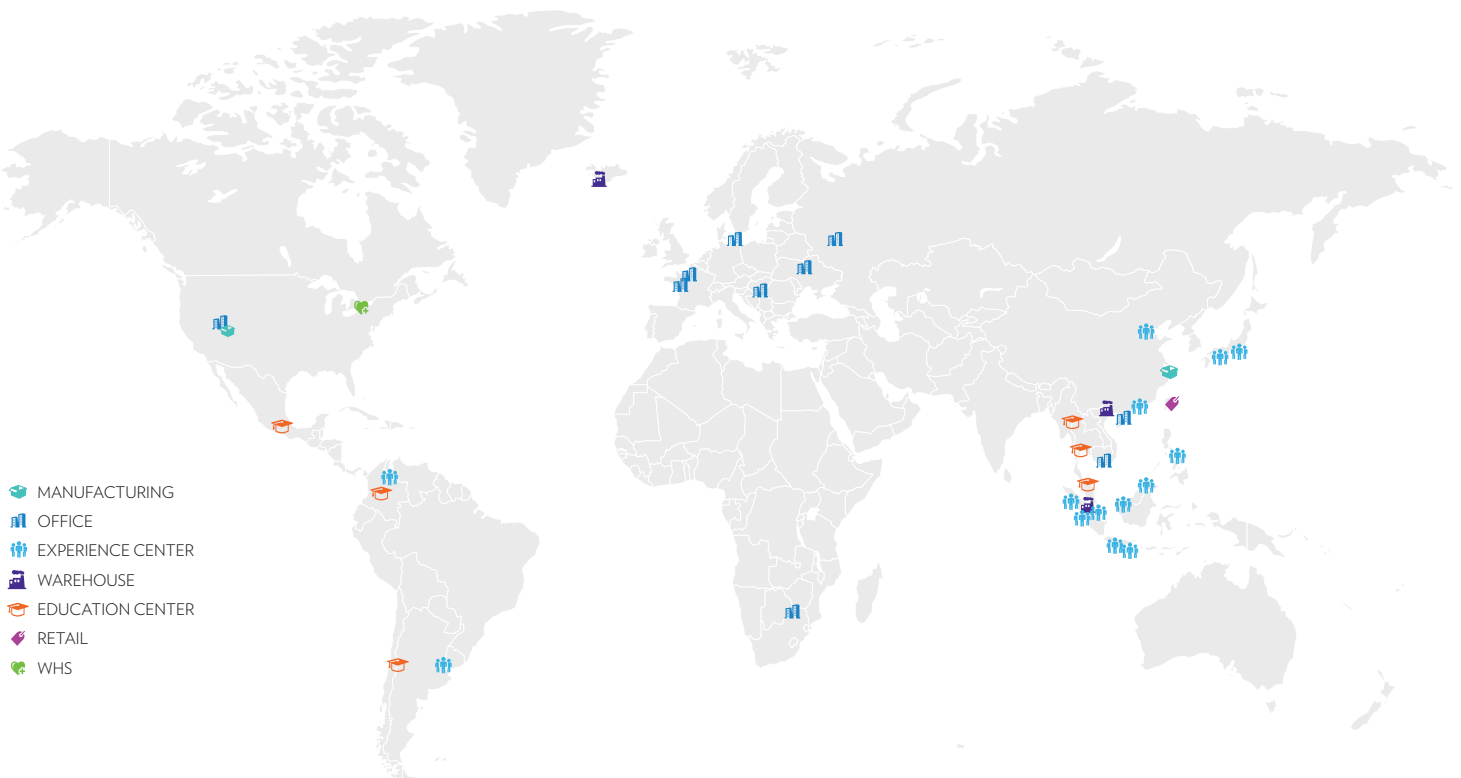 MANUFACTURING
OFFICE
EXPERIENCE CENTER
WAREHOUSE
EDUCATION CENTER
RETAIL
WHS